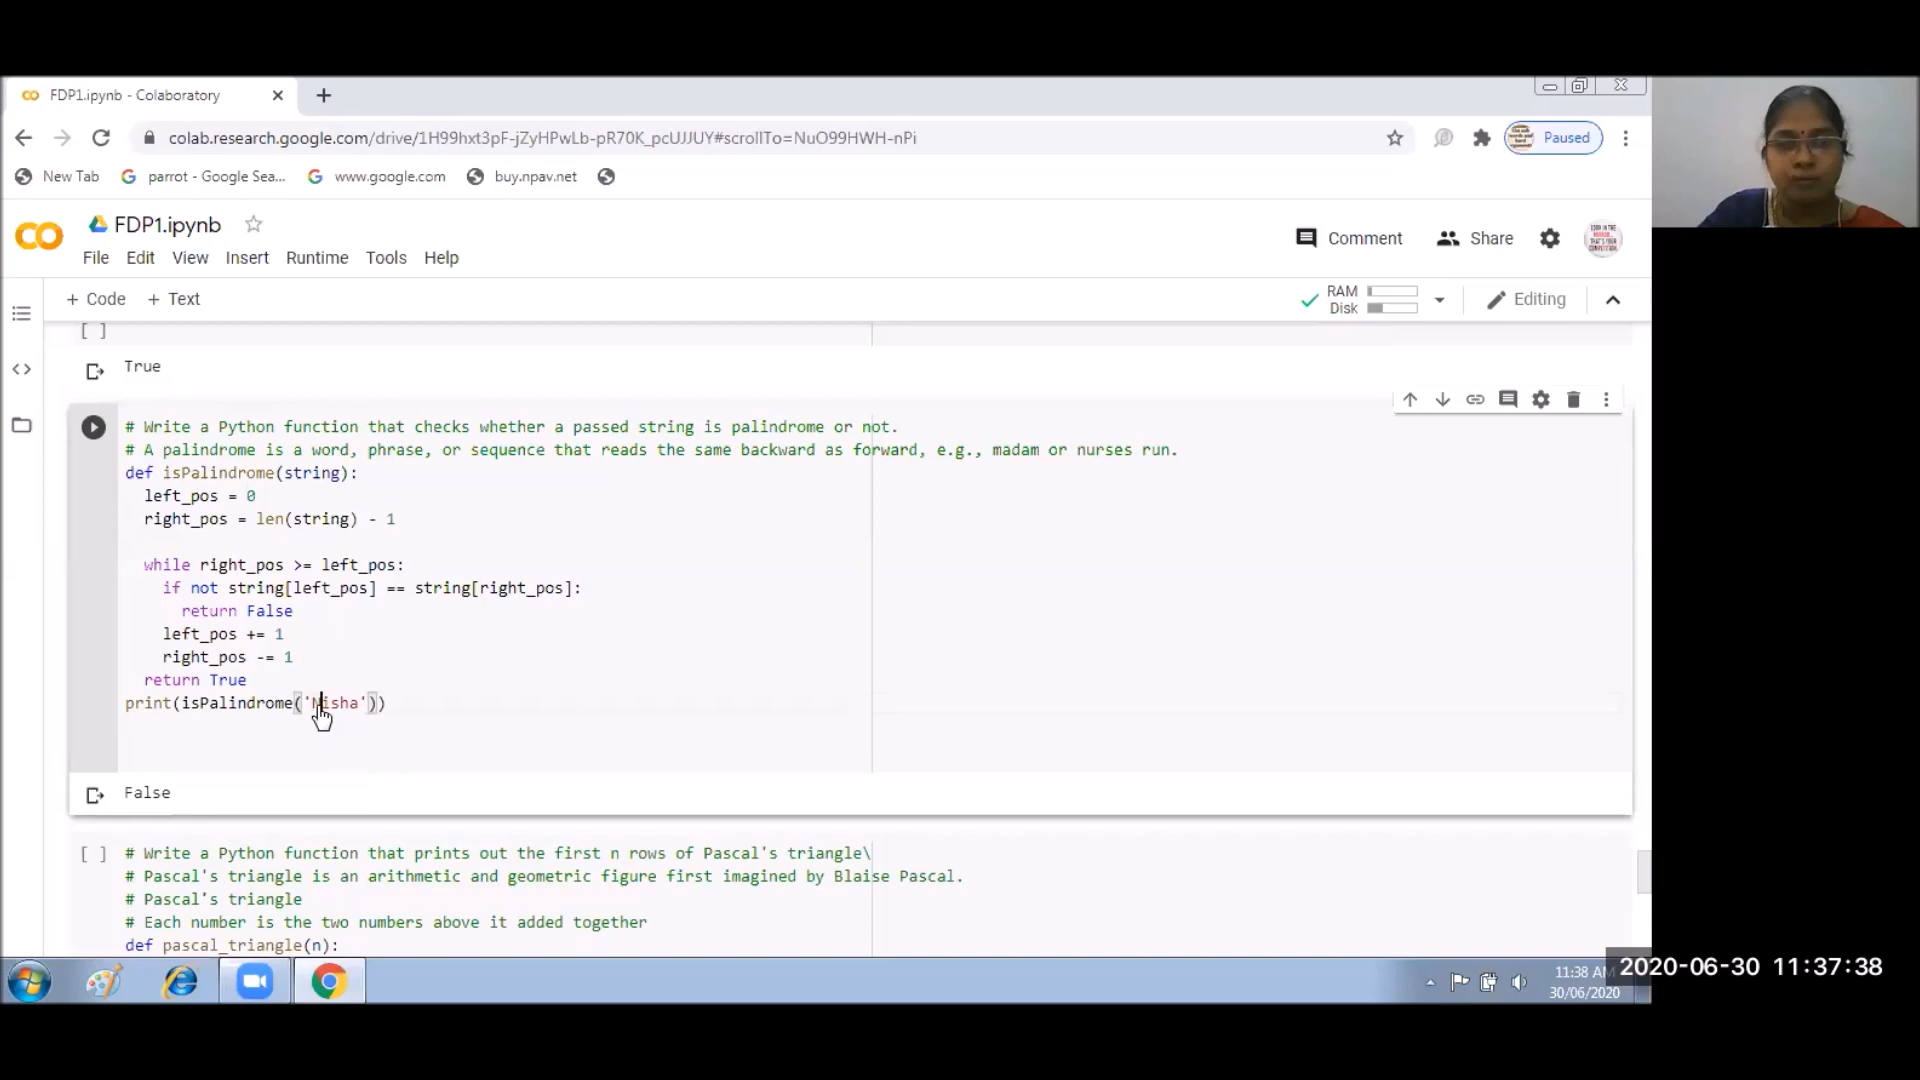 FDP1.ipynb - Colaboratory
colab.research.google.com/drive/1H99hxt3pF-jZyHPwLb-pR70K_pcUJJUY#scrollTo=NuO99HWH-nPi
Paused
New Tab
parrot - Google Sea...
www.google.com
buy.npav.net
CO
FDP1.ipynb
File Edit View Insert Runtime Tools Help
Comment
Share
+ Code + Text
RAM
Disk
Editing
[ ]
True
# Write a Python function that checks whether a passed string is palindrome or not.
# A palindrome is a word, phrase, or sequence that reads the same backward as forward, e.g., madam or nurses run.
def isPalindrome(string):
left_pos = 0
right_pos = len(string) - 1
while right_pos >= left_pos:
if not string[left_pos] == string[right_pos]:
return False
left_pos += 1
right_pos -= 1
return True
print(isPalindrome('Nisha'))
False
[ ] # Write a Python function that prints out the first n rows of Pascal's triangle\
# Pascal's triangle is an arithmetic and geometric figure first imagined by Blaise Pascal.
# Pascal's triangle
# Each number is the two numbers above it added together
def pascal_triangle(n):
11:38 AM
30/06/2020
2020-06-30 11:37:38